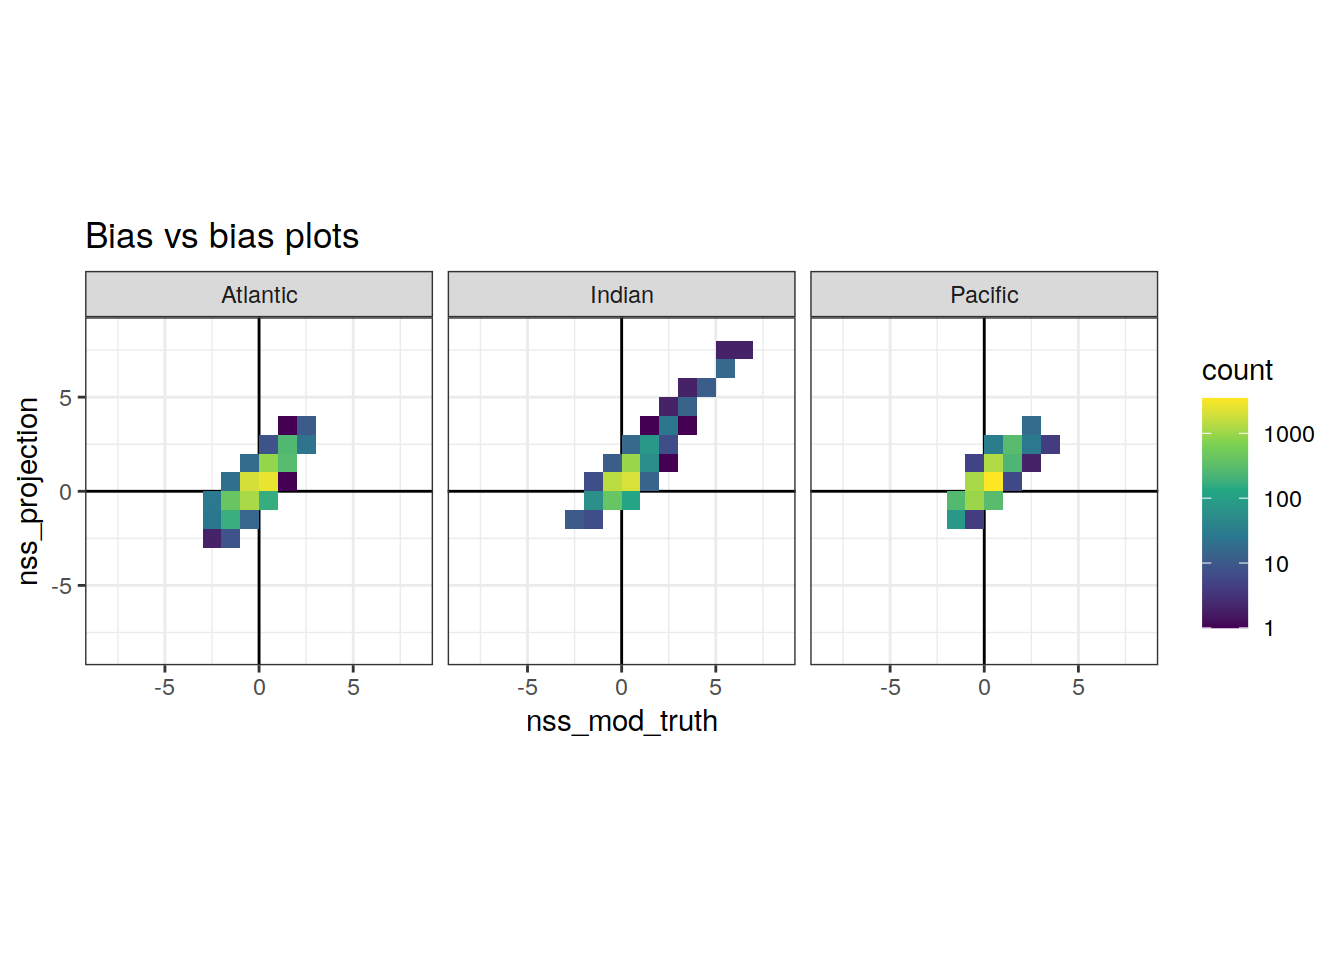 Bias vs bias plots
Atlantic
Indian
Pacific
nss_projection
5
0
-5
-5 0 5
-5 0 5
-5 0 5
nss_mod_truth
count
1000
100
10
1